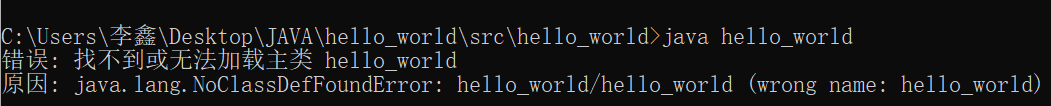 C:\Users\李鑫\Desktop\JAVA\hello_world\src\hello_world>java hello_world
错误: 找不到或无法加载主类 hello_world
原因: java.lang.NoClassDefFoundError: hello_world/hello_world (wrong name: hello_world)